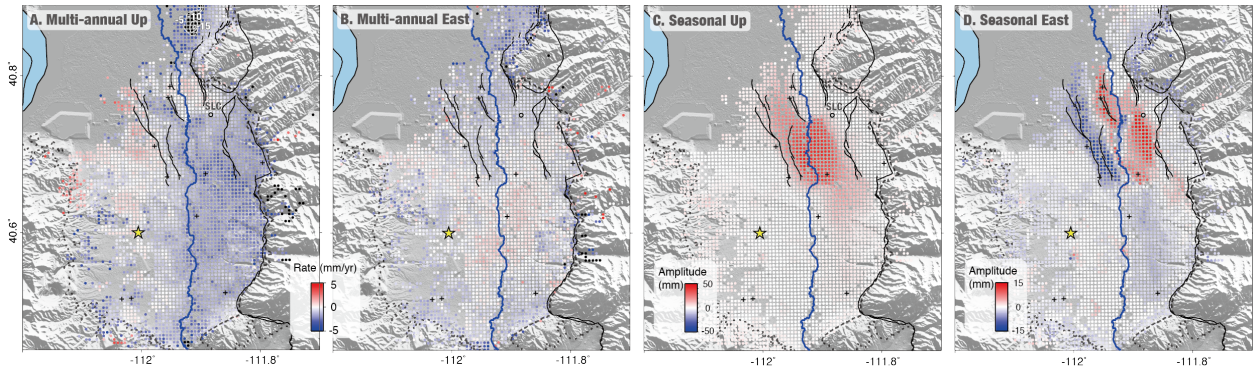 A. Multi-annual Up
B. Multi-annual East
C. Seasonal Up
D. Seasonal East
40.8°
40.6°
SLC
SLC
Rate (mm/yr)
5
0
-5
Amplitude
(mm)
50
0
-50
Amplitude
(mm)
15
0
-15
-112°
-111.8°
-112°
-111.8°
-112°
-111.8°
-112°
-111.8°